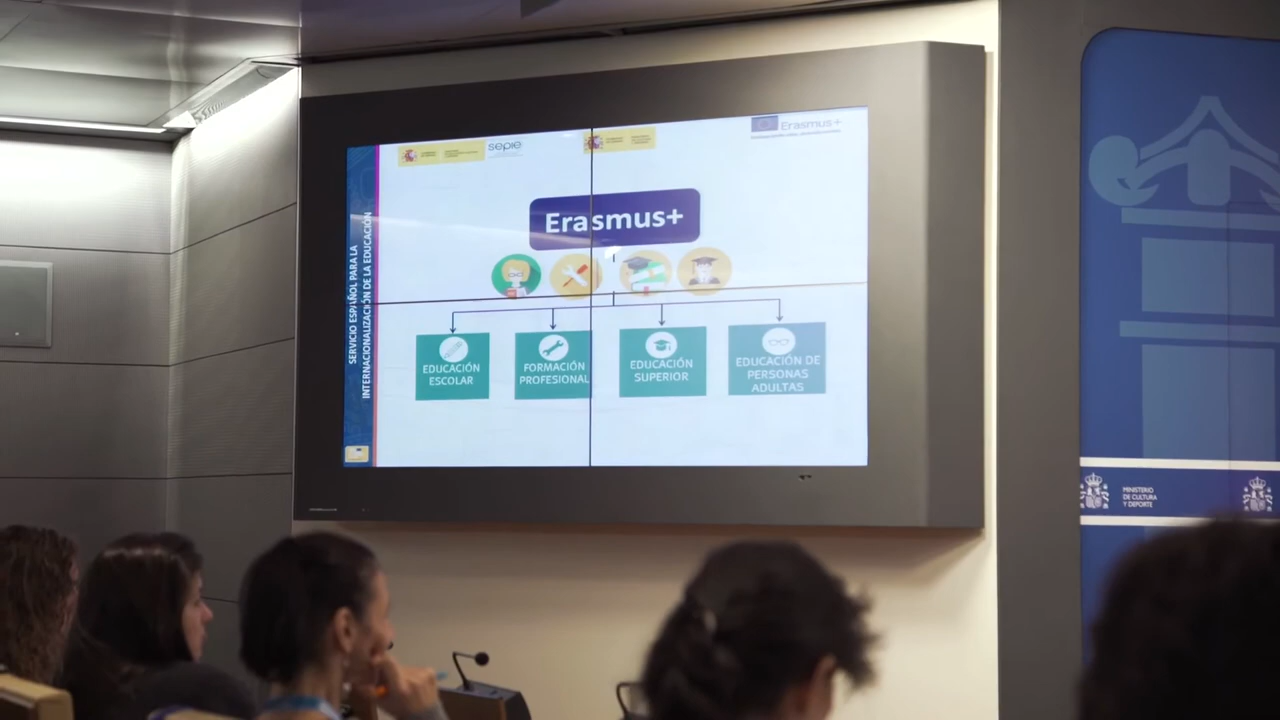 sepie
Erasmus+
Erasmus+
SERVICIO ESPAÑOL PARA LA
INTERNACIONALIZACIÓN DE LA EDUCACIÓN
EDUCACIÓN
ESCOLAR
FORMACIÓN
PROFESIONAL
EDUCACIÓN
SUPERIOR
EDUCACIÓN DE
PERSONAS
ADULTAS
MINISTERIO
DE CULTURA
Y DEPORTE